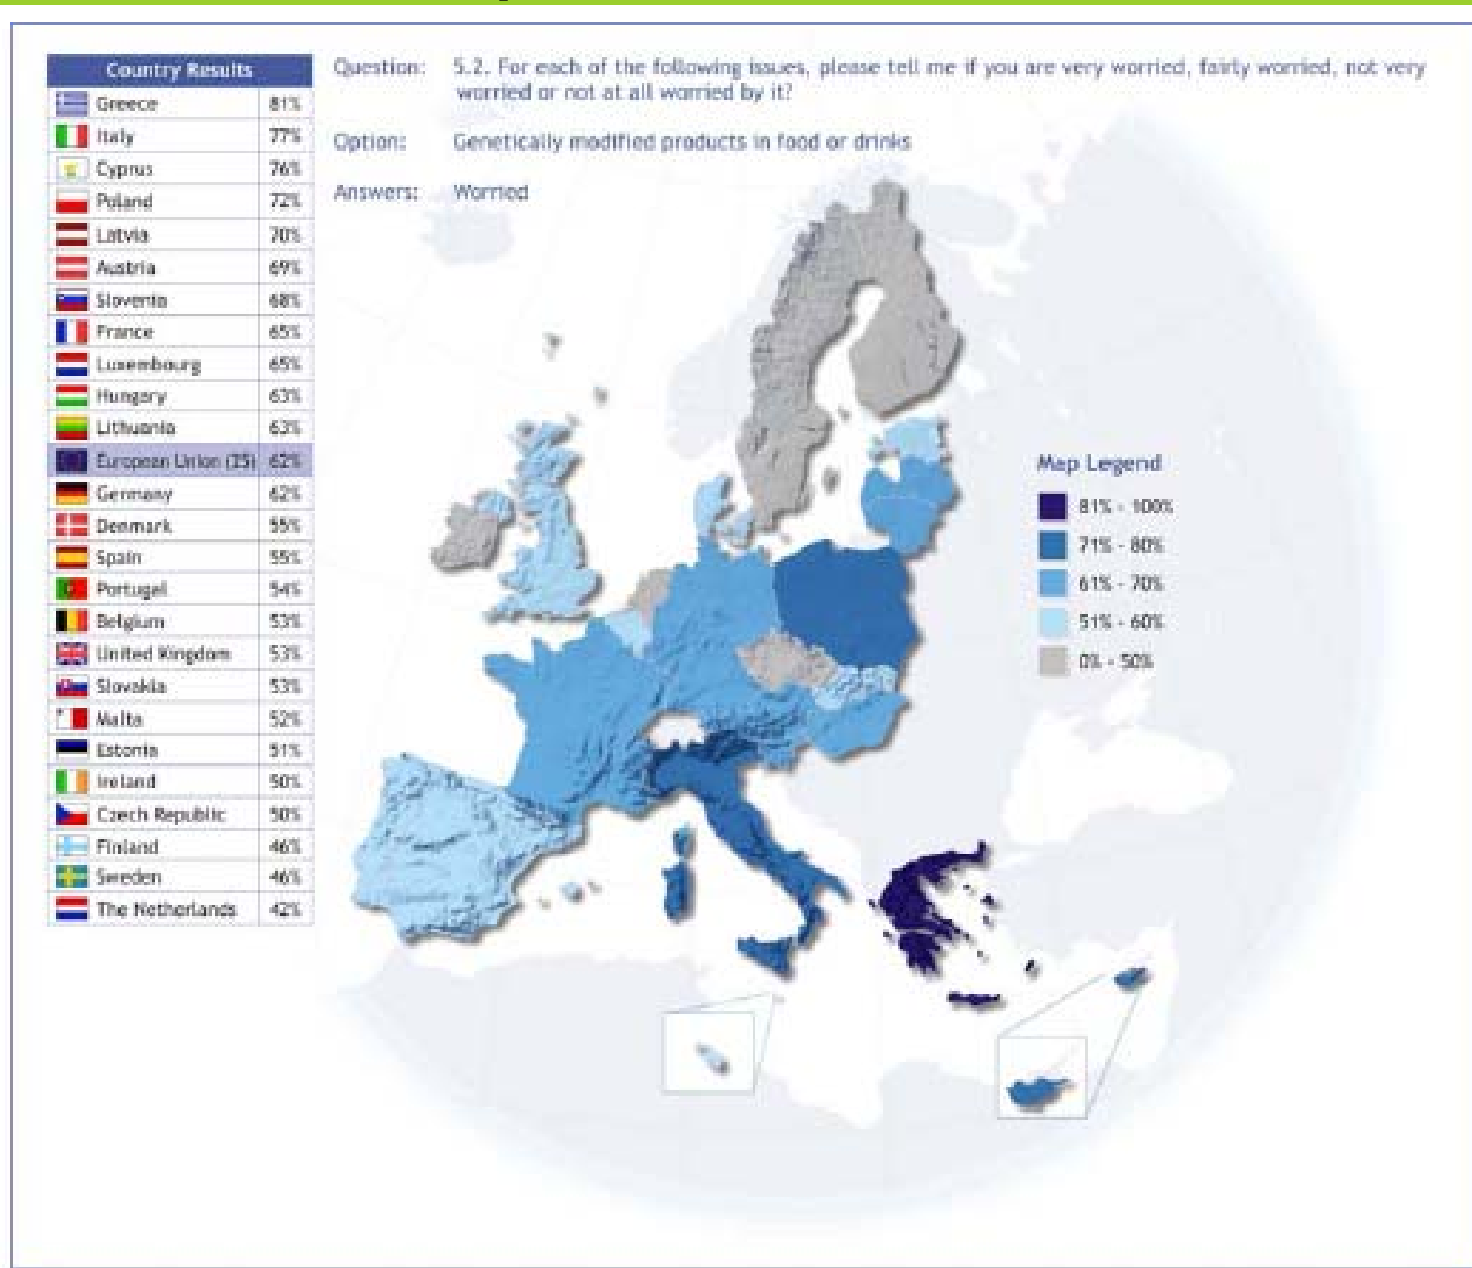 Country Results
Greece 81%
Italy 77%
Cyprus 76%
Poland 72%
Latvia 70%
Austria 69%
Slovenia 68%
France 65%
Luxembourg 65%
Hungary 63%
Lithuania 63%
European Union (25) 62%
Germany 62%
Denmark 55%
Spain 55%
Portugal 54%
Belgium 53%
United Kingdom 53%
Slovakia 53%
Malta 52%
Estonia 51%
Ireland 50%
Czech Republic 50%
Finland 46%
Sweden 46%
The Netherlands 42%
Question: 5.2. For each of the following issues, please tell me if you are very worried, fairly worried, not very
worried or not at all worried by it?
Option: Genetically modified products in food or drinks
Answers: Worried
Map Legend
81% - 100%
71% - 80%
61% - 70%
51% - 60%
0% - 50%